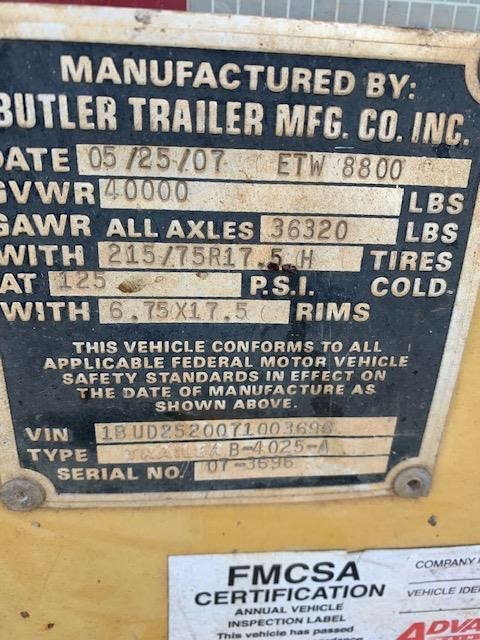 MANUFACTURED BY:
BUTLER TRAILER MFG. CO. INC.
DATE 05/25/07 ETW 8800
GVWR 40000 LBS
GAWR ALL AXLES 36320 LBS
WITH 215/75R17.5 H TIRES
AT 125 P.S.I. COLD
WITH 6.75X17.5 RIMS
THIS VEHICLE CONFORMS TO ALL
APPLICABLE FEDERAL MOTOR VEHICLE
SAFETY STANDARDS IN EFFECT ON
THE DATE OF MANUFACTURE AS
SHOWN ABOVE.
VIN 1BUD2520071003696
TYPE TRAILER B-4025-A
SERIAL NO. 07-3696
FMCSA
CERTIFICATION
ANNUAL VEHICLE
INSPECTION LABEL
This vehicle has passed
COMPANY
VEHICLE